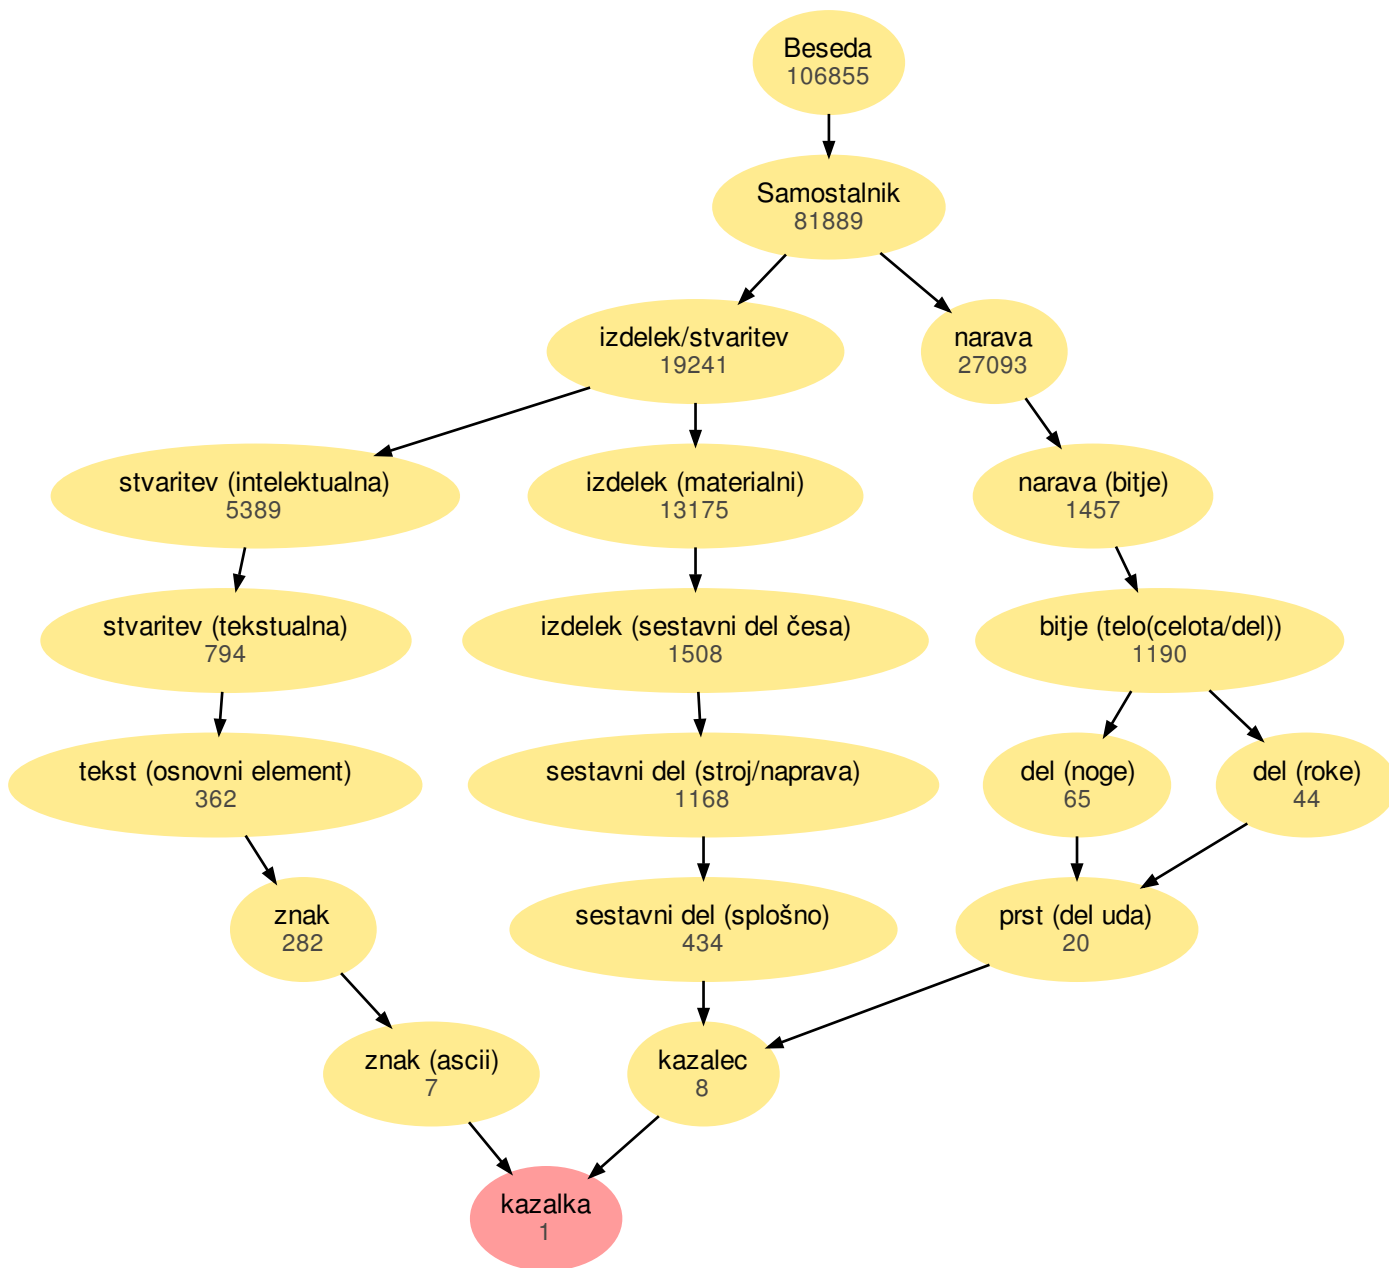 Beseda
106855
Samostalnik
81889
izdelek/stvaritev
19241
narava
27093
stvaritev (intelektualna)
5389
izdelek (materialni)
13175
narava (bitje)
1457
stvaritev (tekstualna)
794
izdelek (sestavni del česa)
1508
bitje (telo(celota/del))
1190
tekst (osnovni element)
362
sestavni del (stroj/naprava)
1168
del (noge)
65
del (roke)
44
znak
282
sestavni del (splošno)
434
prst (del uda)
20
znak (ascii)
7
kazalec
8
kazalka
1